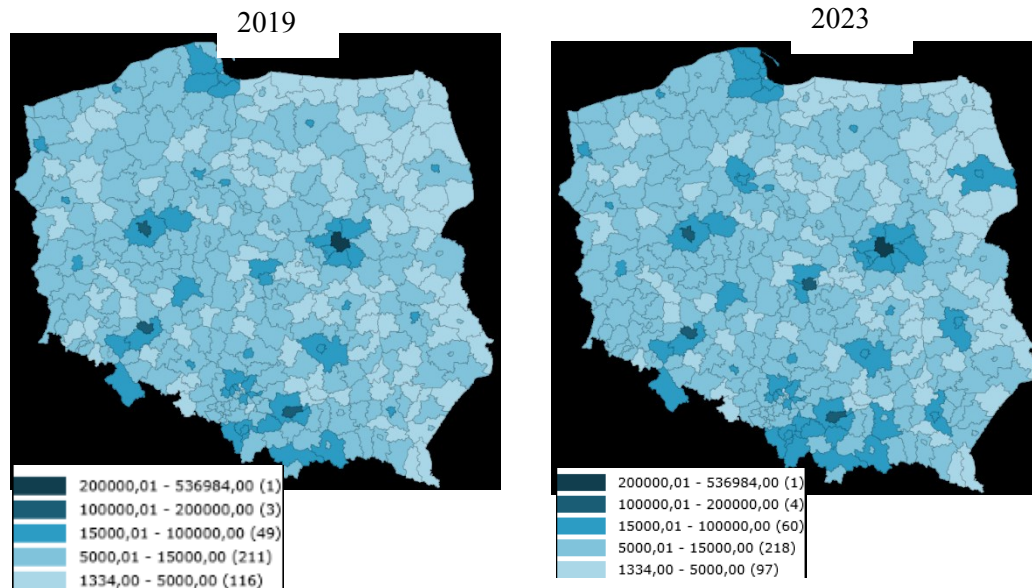 2019
2023
200000,01 - 536984,00 (1)
100000,01 - 200000,00 (3)
15000,01 - 100000,00 (49)
5000,01 - 15000,00 (211)
1334,00 - 5000,00 (116)
200000,01 - 536984,00 (1)
100000,01 - 200000,00 (4)
15000,01 - 100000,00 (60)
5000,01 - 15000,00 (218)
1334,00 - 5000,00 (97)